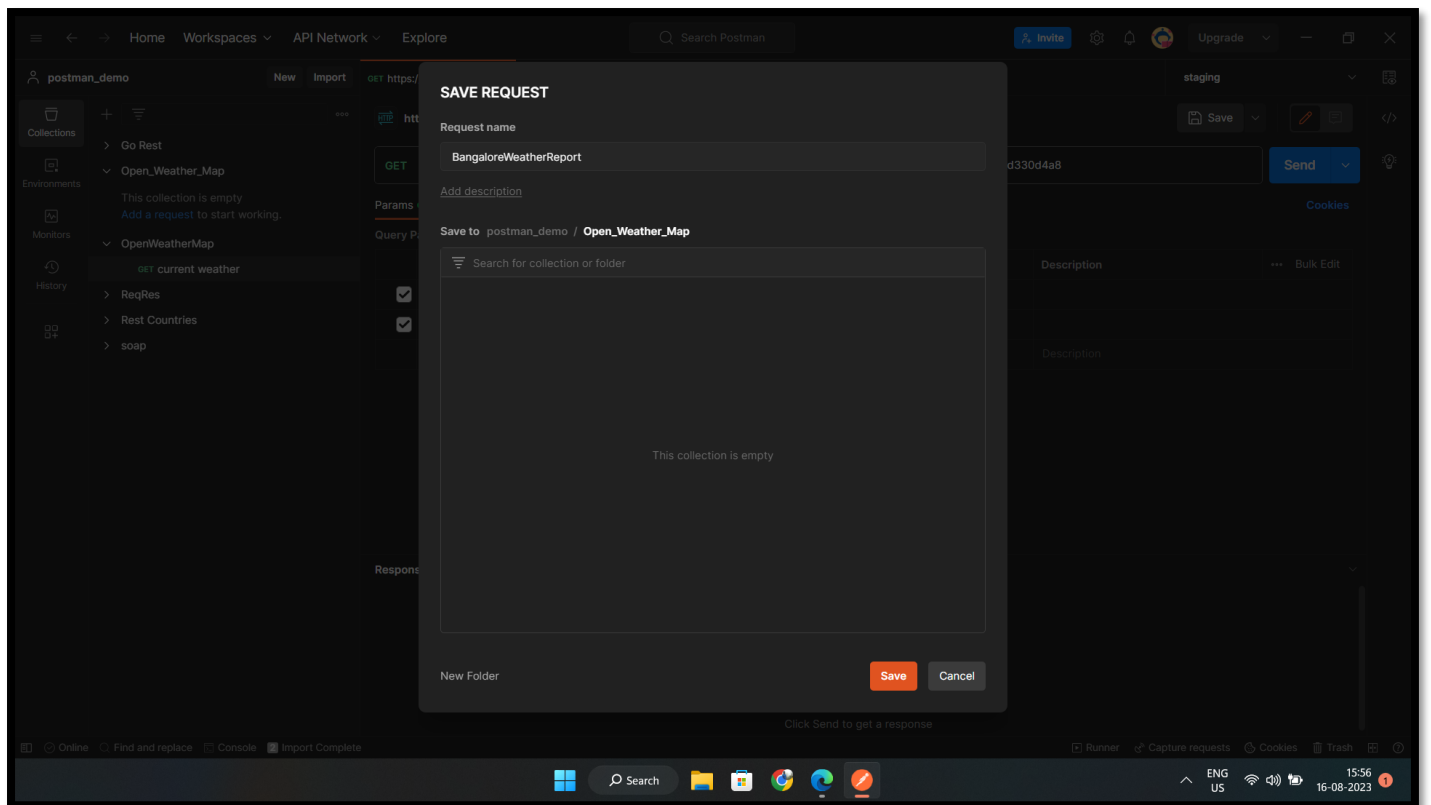 Home Workspaces API Network Explore Search Postman Invite Upgrade
postman_demo New Import GET https:/ staging
Collections
HTTP htt Save
Go Rest
GET d330d4a8 Send
Open_Weather_Map
Environments
This collection is empty
Add a request to start working.
Params Cookies
Monitors
Query Pa
OpenWeatherMap
GET current weather
History
Description Bulk Edit
ReqRes
Rest Countries
soap
Description
SAVE REQUEST
Request name
BangaloreWeatherReport
Add description
Save to postman_demo / Open_Weather_Map
Search for collection or folder
This collection is empty
New Folder Save Cancel
Respons
Click Send to get a response
Online Find and replace Console 2 Import Complete Runner Capture requests Cookies Trash
Search ENG 15:56
US 16-08-2023 1